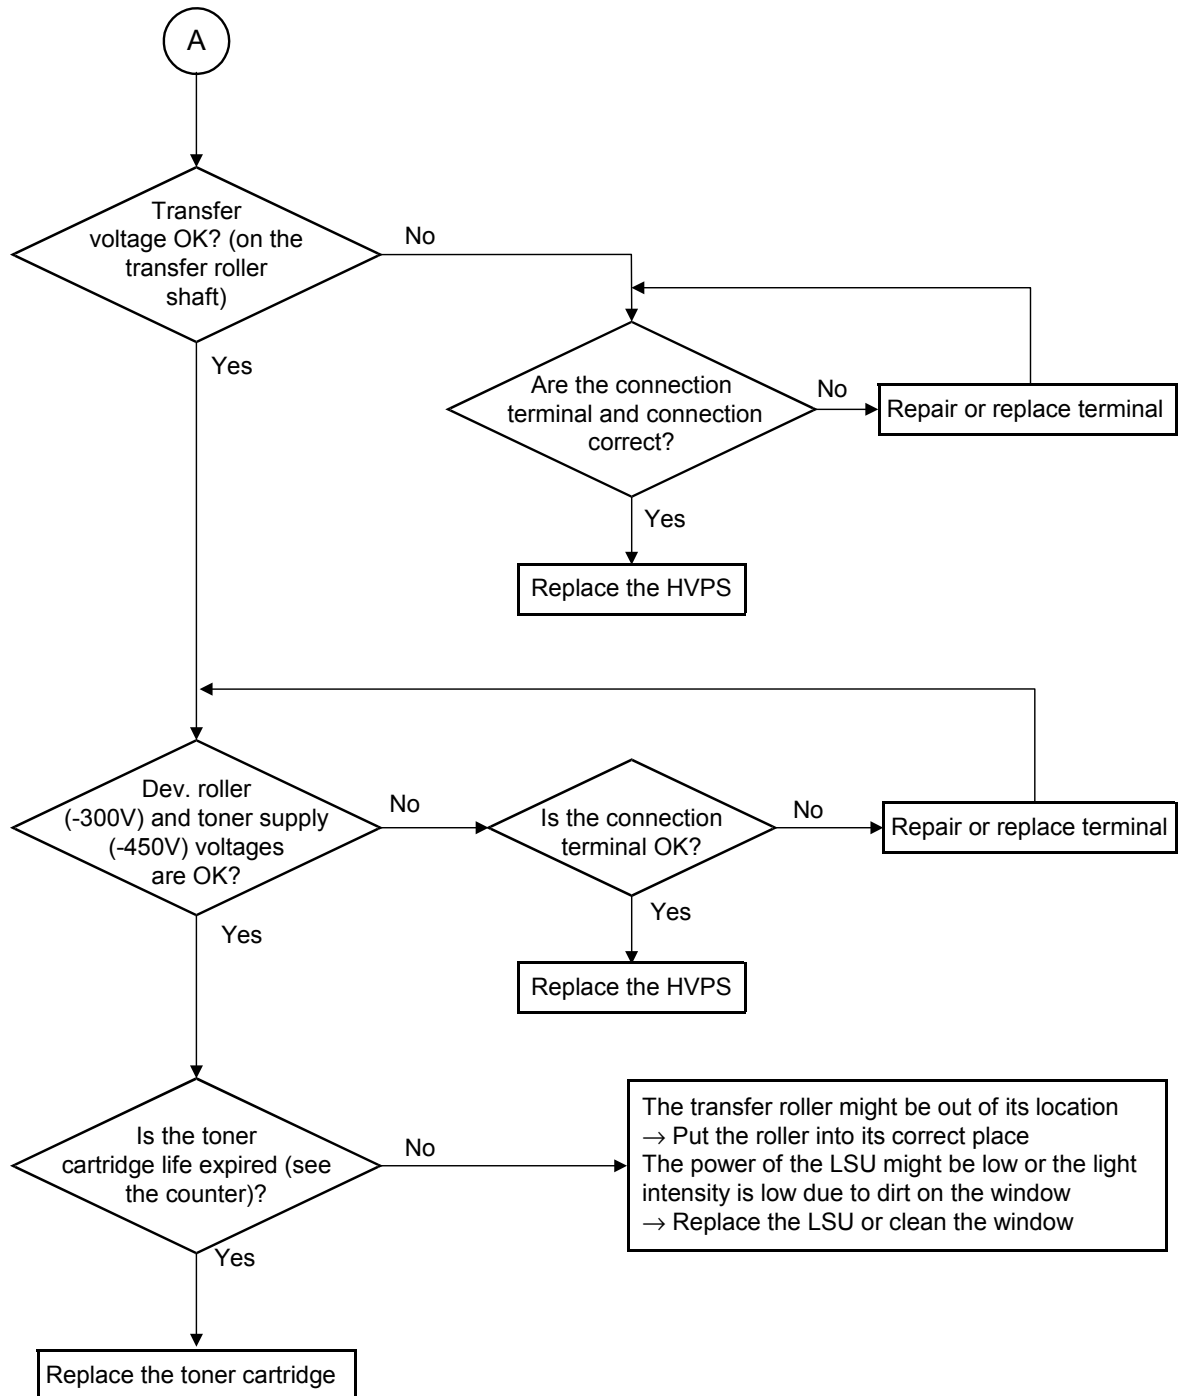 A
Transfer
voltage OK? (on the
transfer roller
shaft)
No
Yes
Are the connection
terminal and connection
correct?
No
Repair or replace terminal
Yes
Replace the HVPS
Dev. roller
(-300V) and toner supply
(-450V) voltages
are OK?
No
Is the connection
terminal OK?
No
Repair or replace terminal
Yes
Yes
Replace the HVPS
Is the toner
cartridge life expired (see
the counter)?
No
The transfer roller might be out of its location
→ Put the roller into its correct place
The power of the LSU might be low or the light
intensity is low due to dirt on the window
→ Replace the LSU or clean the window
Yes
Replace the toner cartridge